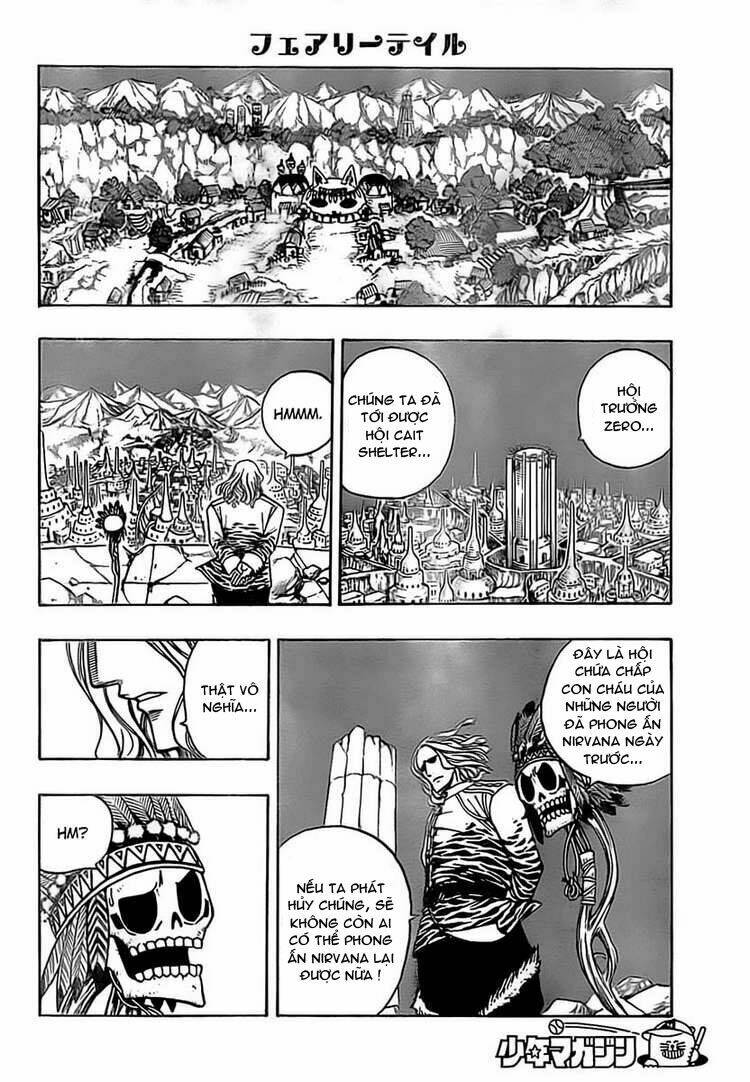 フェアリーテイル
HỘI
TRƯỞNG
ZERO...
CHÚNG TA ĐÃ
TỚI ĐƯỢC
HỘI CAIT
SHELTER...
HMMM.
ĐÂY LÀ HỘI
CHỨA CHẤP
CON CHÁU CỦA
NHỮNG NGƯỜI
ĐÃ PHONG ẤN
NIRVANA NGÀY
TRƯỚC...
NẾU TA PHÁT
HỦY CHÚNG, SẼ
KHÔNG CÒN AI
CÓ THỂ PHONG
ẤN NIRVANA LẠI
ĐƯỢC NỮA !
THẬT VÔ
NGHĨA...
HM?
少年マガジン